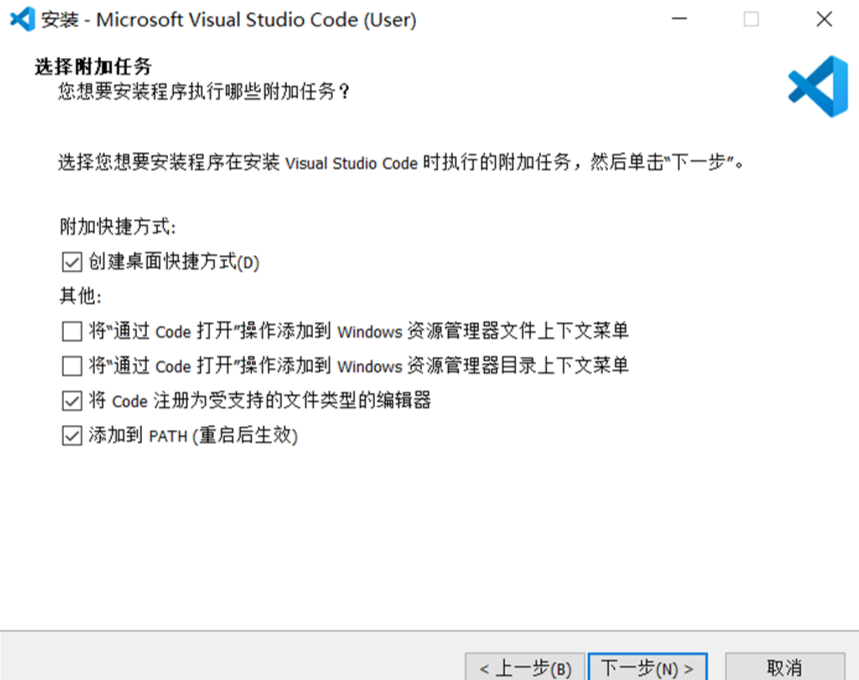 安装 - Microsoft Visual Studio Code (User)
选择附加任务
您想要安装程序执行哪些附加任务？
选择您想要安装程序在安装 Visual Studio Code 时执行的附加任务，然后单击“下一步”。
附加快捷方式:
创建桌面快捷方式(D)
其他:
将“通过 Code 打开”操作添加到 Windows 资源管理器文件上下文菜单
将“通过 Code 打开”操作添加到 Windows 资源管理器目录上下文菜单
将 Code 注册为受支持的文件类型的编辑器
添加到 PATH (重启后生效)
< 上一步(B) 下一步(N) > 取消